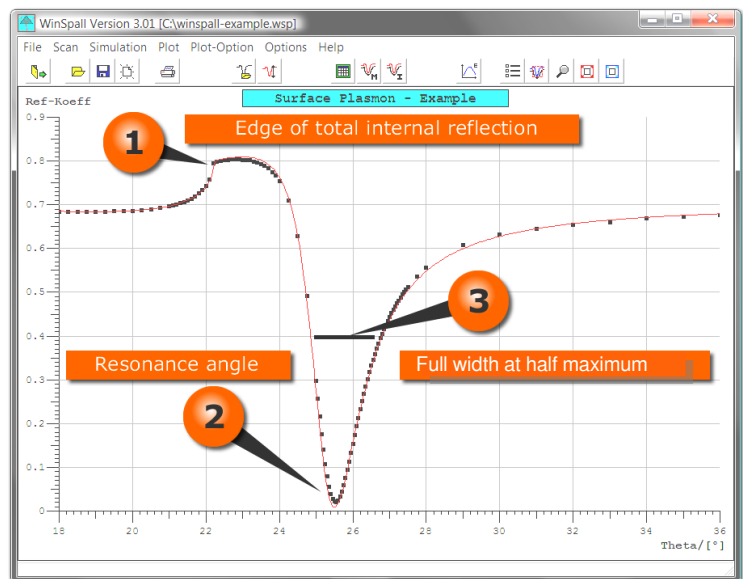 WinSpall Version 3.01 [C:\winspall-example.wsp]
File Scan Simulation Plot Plot-Option Options Help
M
I
E
Ref-Koeff
Surface Plasmon - Example
Edge of total internal reflection
1
0.9
0.8
0.7
0.6
0.5
3
0.4
Resonance angle
Full width at half maximum
0.3
2
0.2
0.1
0
18 20 22 24 26 28 30 32 34 36
Theta/[°]